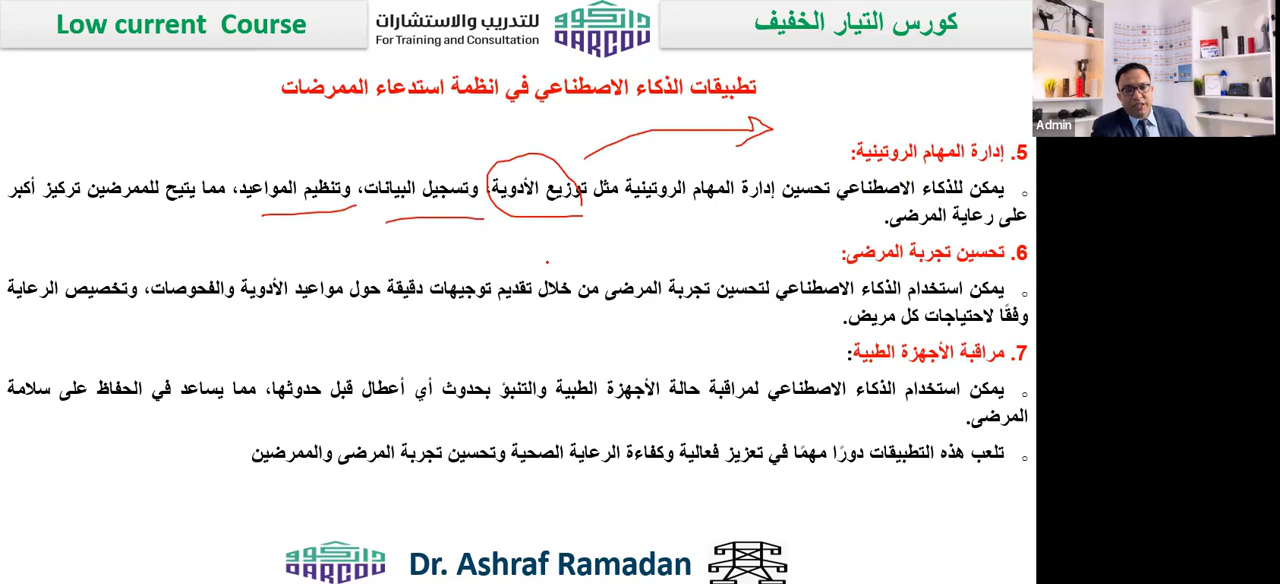 Low current Course
للتدريب والاستشارات
For Training and Consultation
داركو
DARCOU
كورس التيار الخفيف
Admin
تطبيقات الذكاء الاصطناعي في انظمة استدعاء الممرضات
5. إدارة المهام الروتينية:
يمكن للذكاء الاصطناعي تحسين إدارة المهام الروتينية مثل توزيع الأدوية، وتسجيل البيانات، وتنظيم المواعيد، مما يتيح للممرضين تركيز أكبر
على رعاية المرضى.
6. تحسين تجربة المرضى:
يمكن استخدام الذكاء الاصطناعي لتحسين تجربة المرضى من خلال تقديم توجيهات دقيقة حول مواعيد الأدوية والفحوصات، وتخصيص الرعاية
وفقًا لاحتياجات كل مريض.
7. مراقبة الأجهزة الطبية:
يمكن استخدام الذكاء الاصطناعي لمراقبة حالة الأجهزة الطبية والتنبؤ بحدوث أي أعطال قبل حدوثها، مما يساعد في الحفاظ على سلامة
المرضى.
تلعب هذه التطبيقات دورًا مهمًا في تعزيز فعالية وكفاءة الرعاية الصحية وتحسين تجربة المرضى والممرضين
داركو
DARCOU
Dr. Ashraf Ramadan